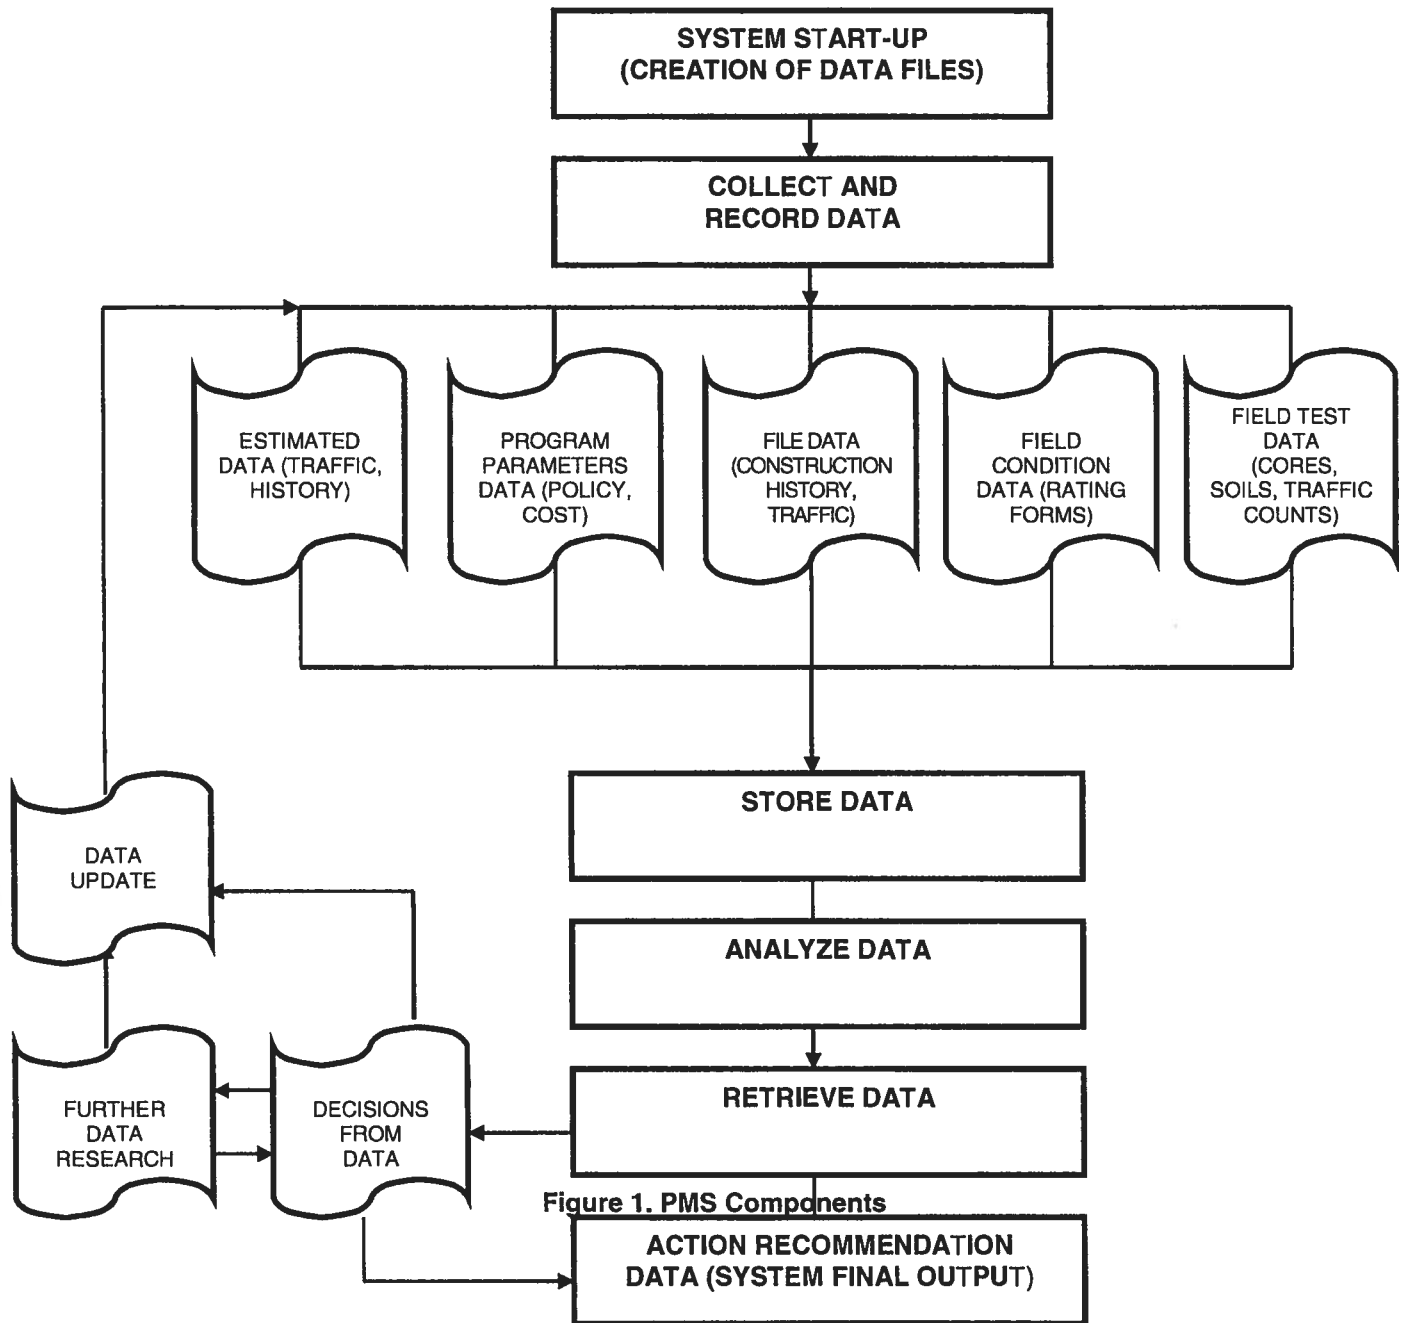 SYSTEM START-UP
(CREATION OF DATA FILES)
COLLECT AND
RECORD DATA
ESTIMATED
DATA (TRAFFIC,
HISTORY)
PROGRAM
PARAMETERS
DATA (POLICY,
COST)
FILE DATA
(CONSTRUCTION
HISTORY,
TRAFFIC)
FIELD
CONDITION
DATA (RATING
FORMS)
FIELD TEST
DATA
(CORES,
SOILS, TRAFFIC
COUNTS)
STORE DATA
DATA
UPDATE
ANALYZE DATA
RETRIEVE DATA
FURTHER
DATA
RESEARCH
DECISIONS
FROM
DATA
Figure 1. PMS Components
ACTION RECOMMENDATION
DATA (SYSTEM FINAL OUTPUT)